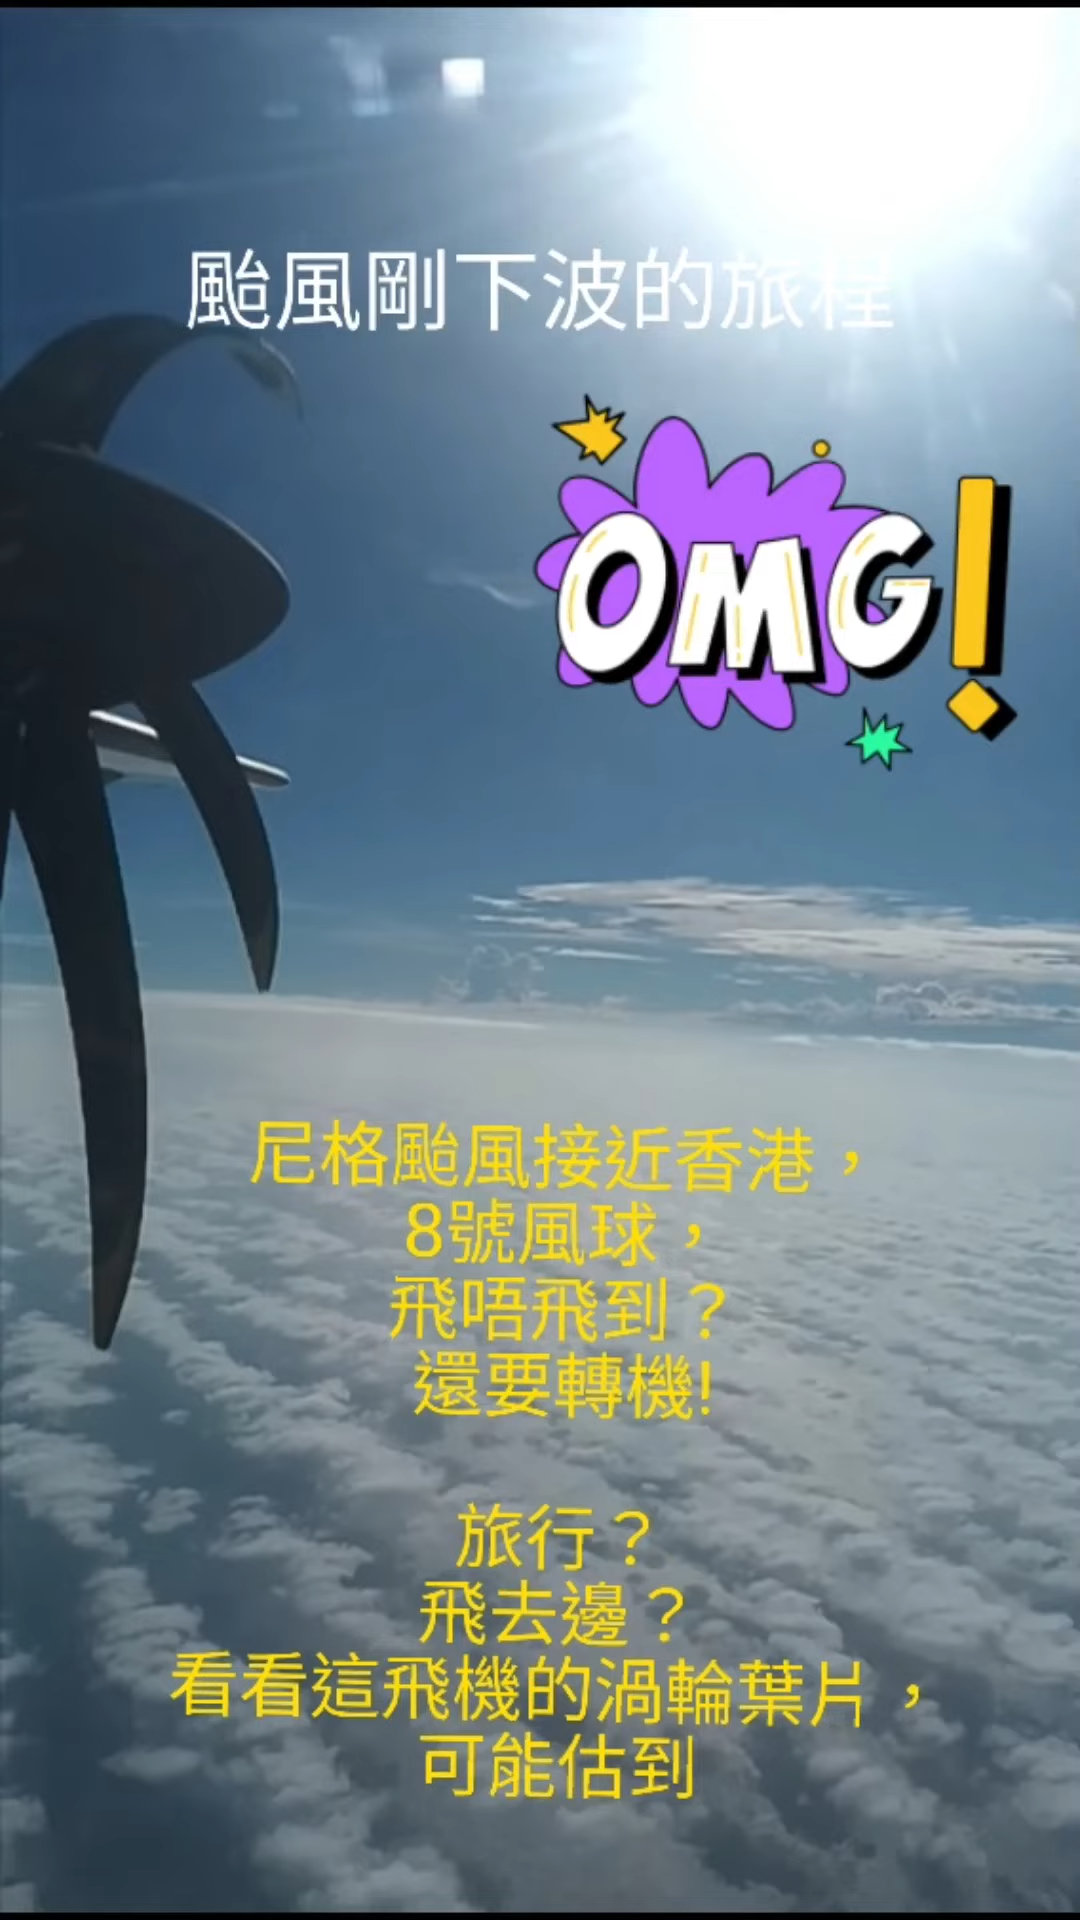 颱風剛下波的旅程
OMG!
尼格颱風接近香港，
8號風球，
飛唔飛到？
還要轉機!
旅行？
飛去邊？
看看這飛機的渦輪葉片，
可能估到